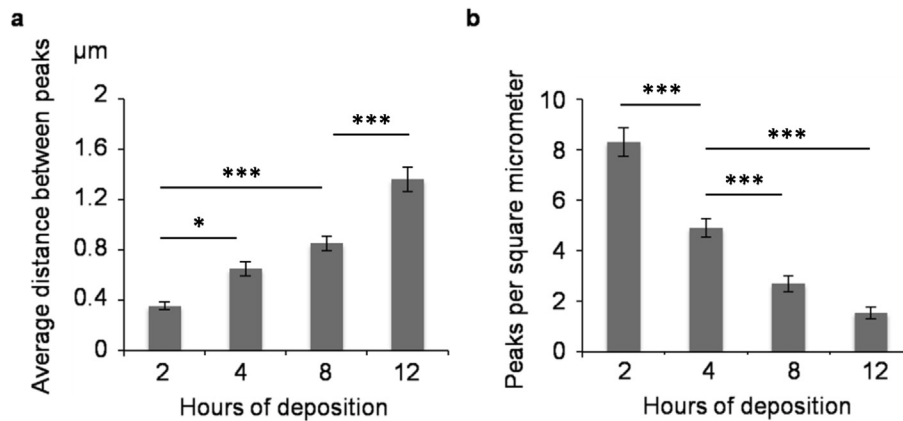 a
µm
Average distance between peaks
2
1.6
1.2
0.8
0.4
0
***
***
*
2 4 8 12
Hours of deposition
b
Peaks per square micrometer
10
8
6
4
2
0
***
***
***
2 4 8 12
Hours of deposition